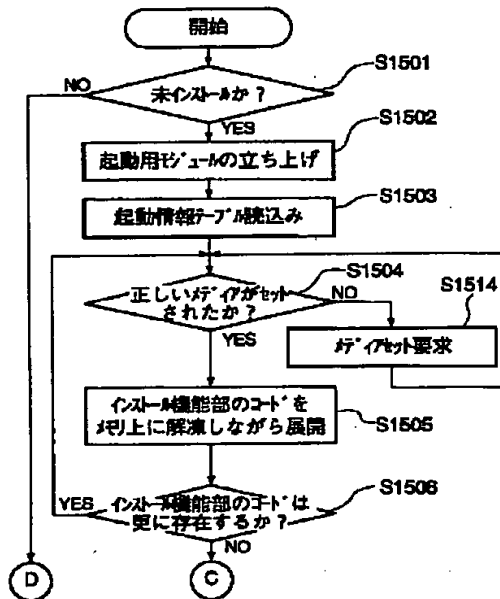 開始
S1501
NO
未インストールか?
YES
S1502
起動用モジュールの立ち上げ
S1503
起動情報テーブル読込み
S1504
正しいメディアがセット
されたか?
NO
S1514
YES
メディアセット要求
インストール機能部のコードを
メモリ上に解凍しながら展開
S1505
YES
インストール機能部のコードは
更に存在するか?
S1506
NO
D
C